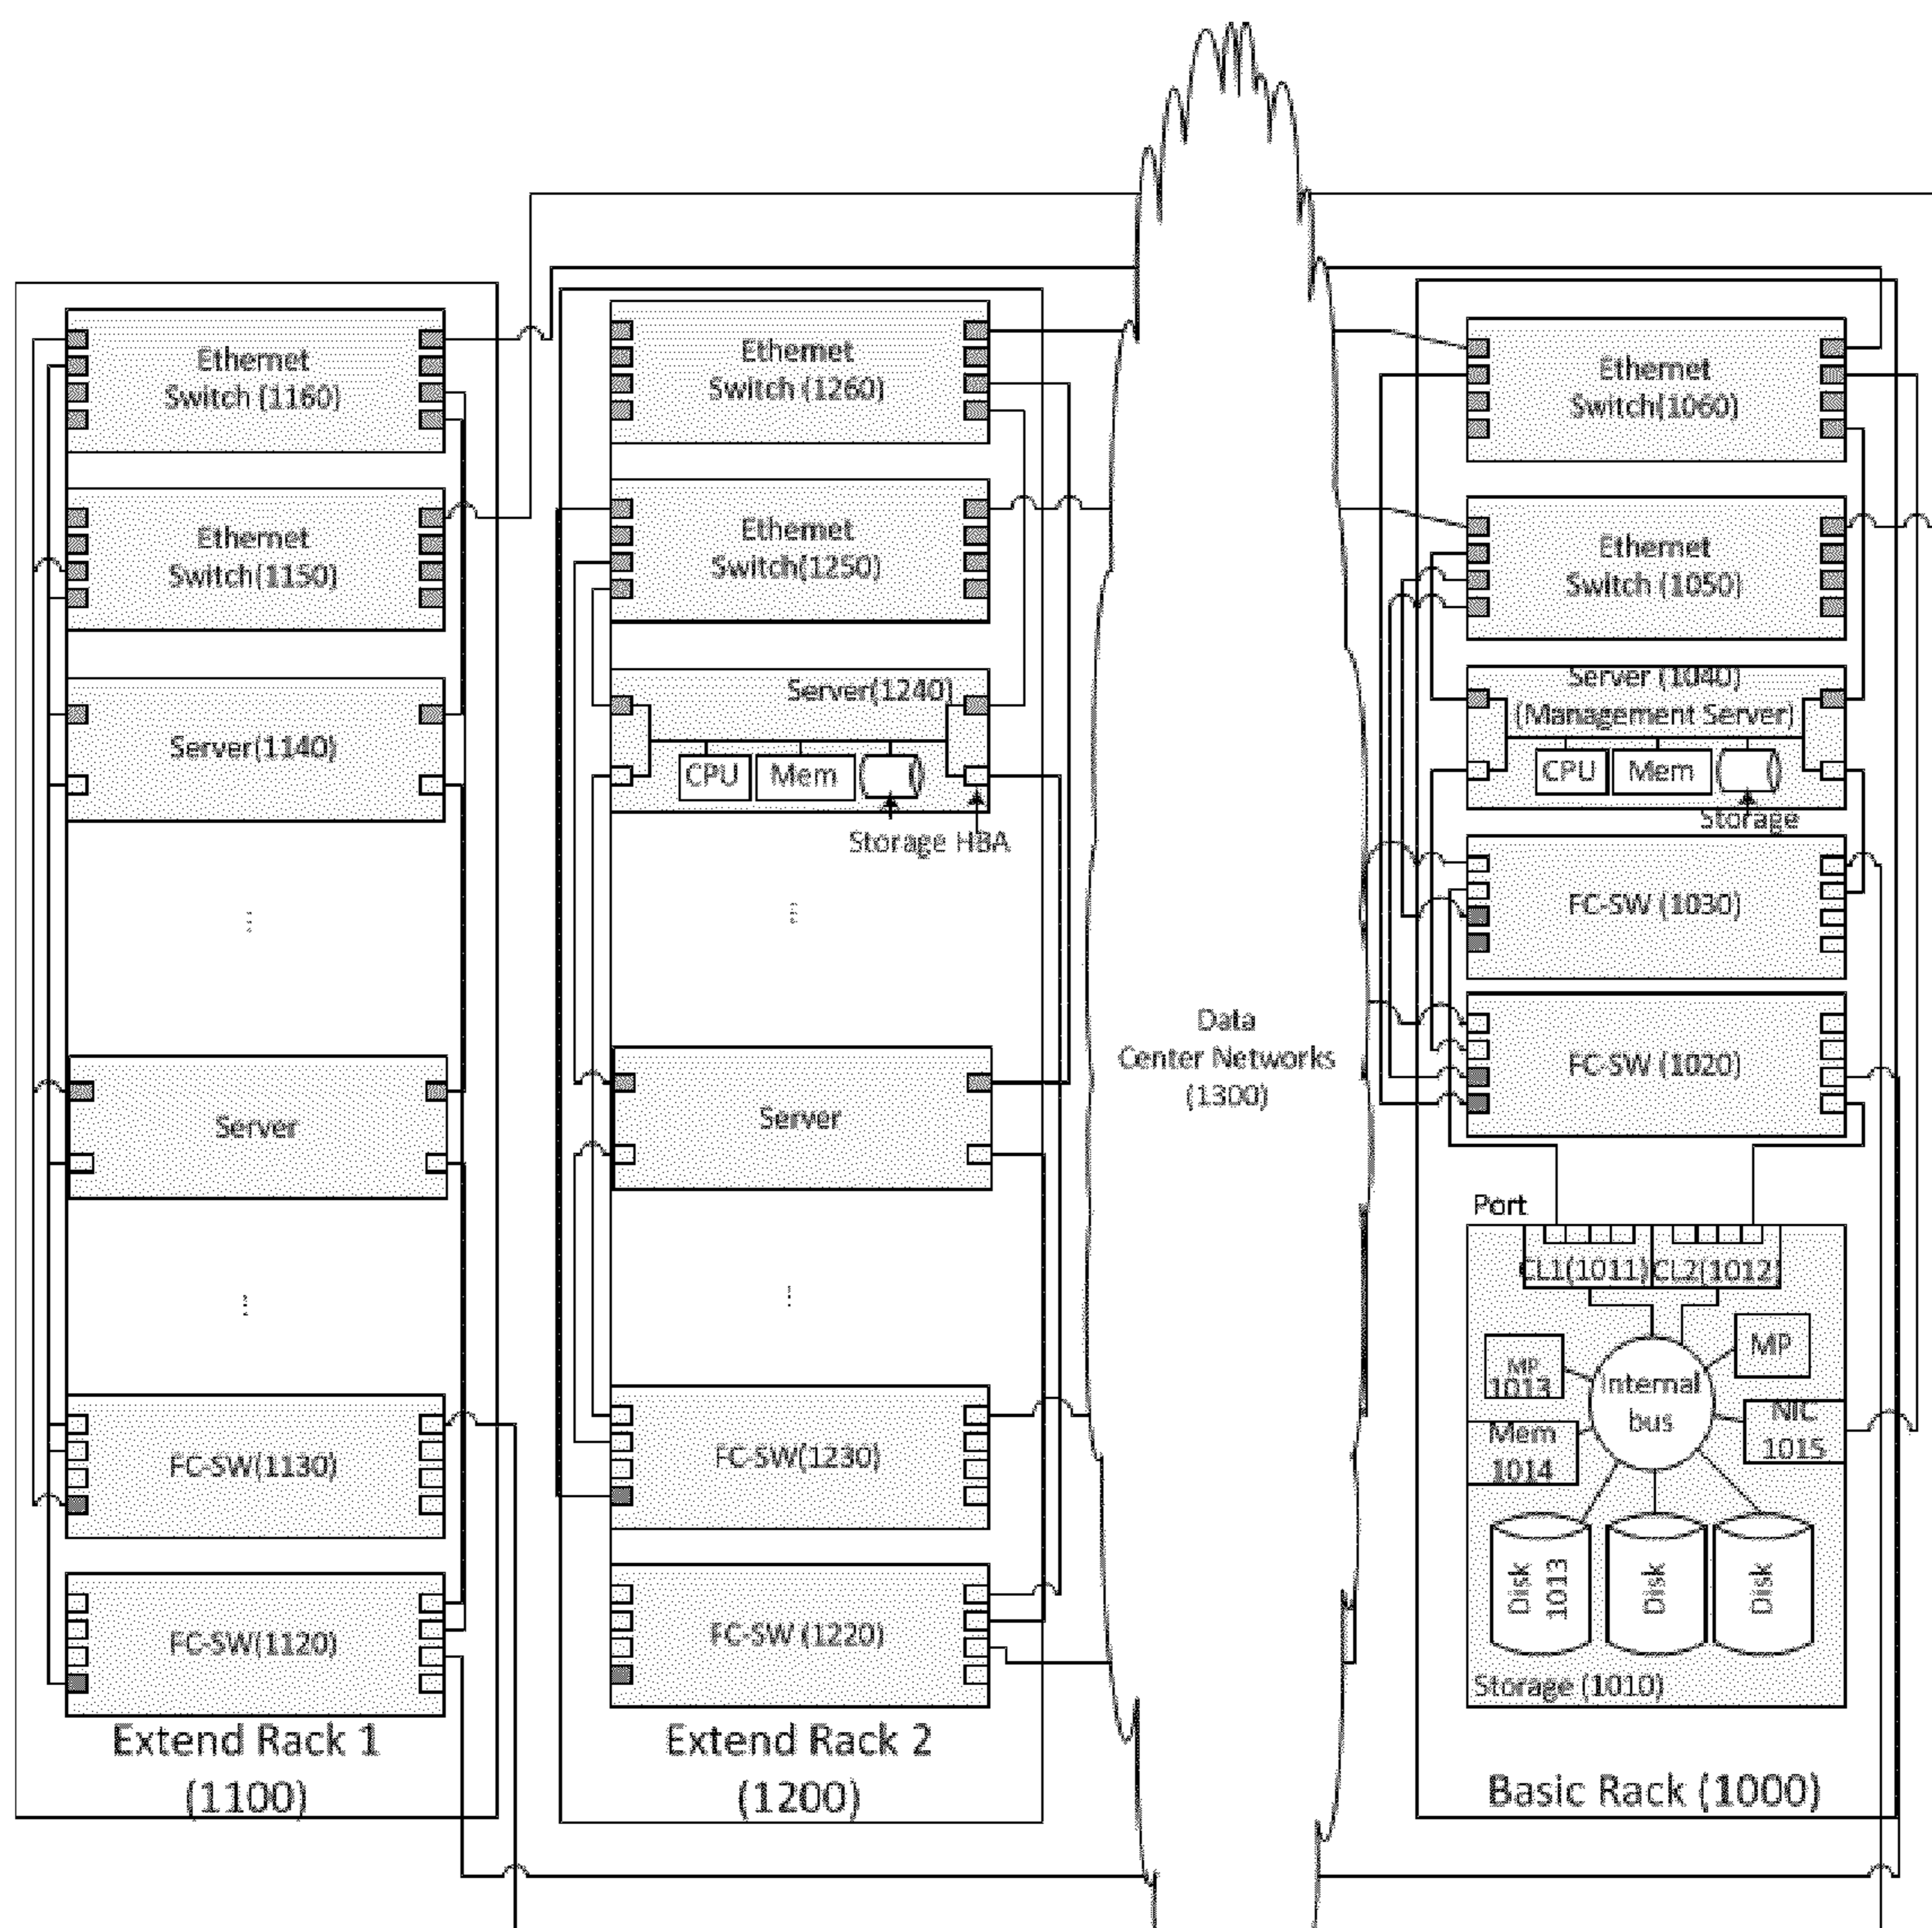 Ethernet
Switch (1160)
Ethernet
Switch(1150)
Server(1140)
...
Server
...
FC-SW(1130)
FC-SW(1120)
Extend Rack 1
(1100)
Ethernet
Switch (1260)
Ethernet
Switch(1250)
Server(1240)
CPU
Mem
Storage HBA
...
Server
...
FC-SW(1230)
FC-SW (1220)
Extend Rack 2
(1200)
Data
Center Networks
(1300)
Ethernet
Switch(1060)
Ethernet
Switch (1050)
Server (1040)
(Management Server)
CPU
Mem
Storage
FC-SW (1030)
FC-SW (1020)
Port
CL1(1011)
CL2(1012)
MP
1013
MP
Internal
bus
Mem
1014
NIC
1015
Disk
1013
Disk
Disk
Storage (1010)
Basic Rack (1000)